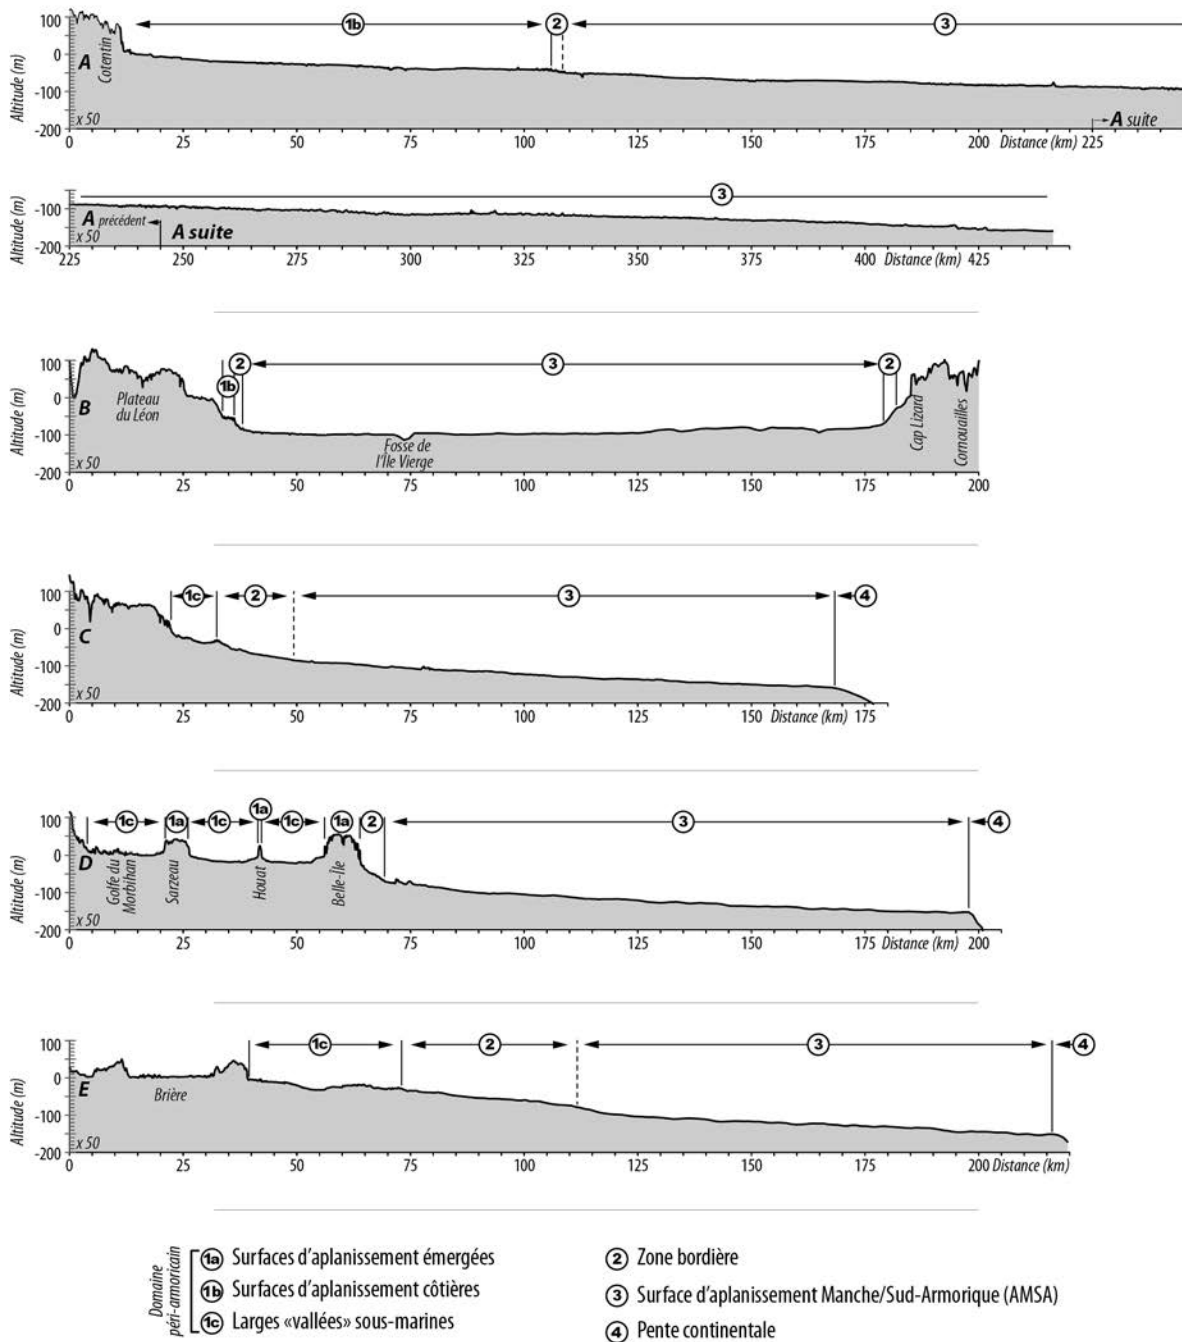 100
0
-100
-200
Altitude (m)
Cotentin
A
x 50
1b
2
3
A suite
0
25
50
75
100
125
150
175
200
Distance (km)
225
-100
-200
Altitude (m)
A précédent
x 50
A suite
3
225
250
275
300
325
350
375
400
Distance (km)
425
100
0
-100
-200
Altitude (m)
B
x 50
Plateau
du Léon
1b
2
3
2
Fosse de
l'Île Vierge
Cap Lizard
Cornouailles
0
25
50
75
100
125
150
175
200
100
0
-100
-200
Altitude (m)
C
x 50
1c
2
3
4
0
25
50
75
100
125
150
Distance (km)
175
100
0
-100
-200
Altitude (m)
D
x 50
1c
1a
1c
1a
1c
1a
2
3
4
Golfe du
Morbihan
Sarzeau
Houat
Belle-Île
0
25
50
75
100
125
150
175
Distance (km)
200
100
0
-100
-200
Altitude (m)
E
x 50
Brière
1c
2
3
4
0
25
50
75
100
125
150
175
200
Distance (km)
Domaine
péri-armoricain
1a Surfaces d'aplanissement émergées
1b Surfaces d'aplanissement côtières
1c Larges «vallées» sous-marines
2 Zone bordière
3 Surface d'aplanissement Manche/Sud-Armorique (AMSA)
4 Pente continentale